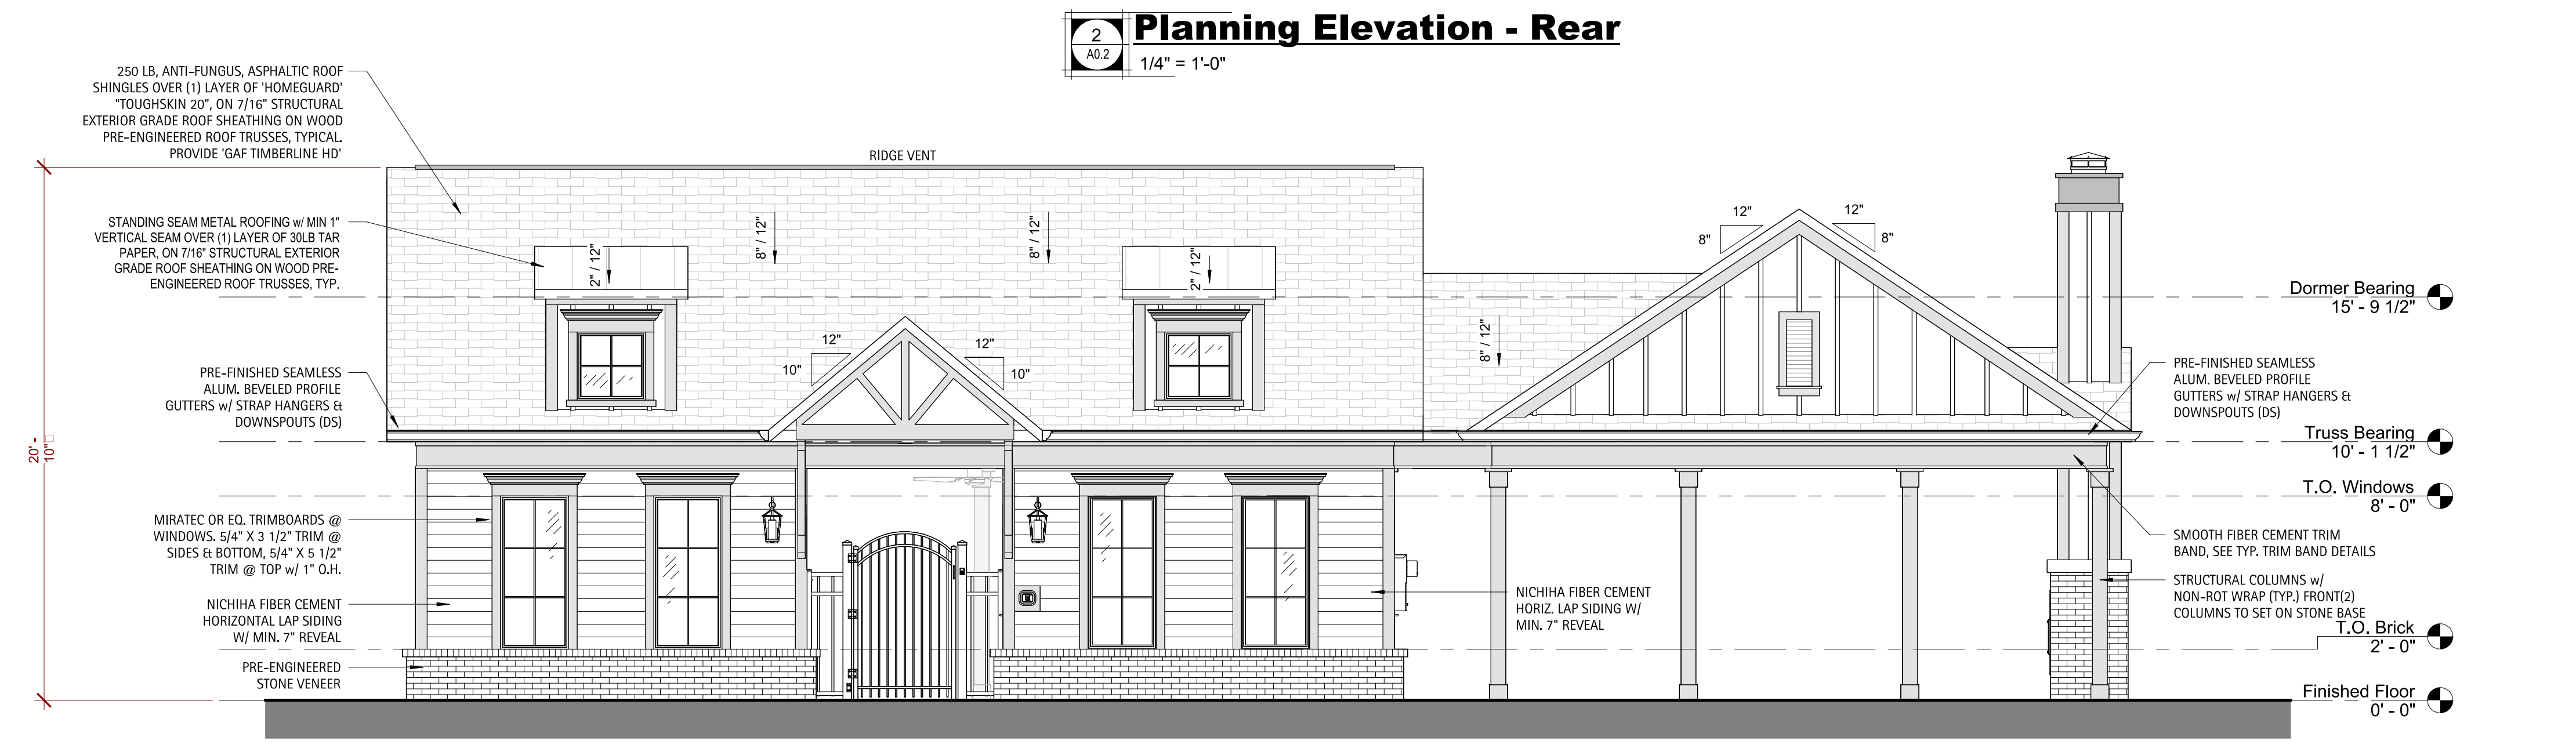 2
A0.2
Planning Elevation - Rear
1/4" = 1'-0"
250 LB, ANTI-FUNGUS, ASPHALTIC ROOF
SHINGLES OVER (1) LAYER OF 'HOMEGUARD'
"TOUGHSKIN 20", ON 7/16" STRUCTURAL
EXTERIOR GRADE ROOF SHEATHING ON WOOD
PRE-ENGINEERED ROOF TRUSSES, TYPICAL.
PROVIDE 'GAF TIMBERLINE HD'
RIDGE VENT
STANDING SEAM METAL ROOFING w/ MIN 1"
VERTICAL SEAM OVER (1) LAYER OF 30LB TAR
PAPER, ON 7/16" STRUCTURAL EXTERIOR
GRADE ROOF SHEATHING ON WOOD PRE-
ENGINEERED ROOF TRUSSES, TYP.
2" / 12"
8" / 12"
8" / 12"
2" / 12"
12"
8"
12"
8"
8" / 12"
12"
10"
12"
10"
Dormer Bearing
15' - 9 1/2"
PRE-FINISHED SEAMLESS
ALUM. BEVELED PROFILE
GUTTERS w/ STRAP HANGERS &
DOWNSPOUTS (DS)
PRE-FINISHED SEAMLESS
ALUM. BEVELED PROFILE
GUTTERS w/ STRAP HANGERS &
DOWNSPOUTS (DS)
20' -
10"
Truss Bearing
10' - 1 1/2"
T.O. Windows
8' - 0"
MIRATEC OR EQ. TRIMBOARDS @
WINDOWS. 5/4" X 3 1/2" TRIM @
SIDES & BOTTOM, 5/4" X 5 1/2"
TRIM @ TOP w/ 1" O.H.
SMOOTH FIBER CEMENT TRIM
BAND, SEE TYP. TRIM BAND DETAILS
STRUCTURAL COLUMNS w/
NON-ROT WRAP (TYP.) FRONT(2)
COLUMNS TO SET ON STONE BASE
NICHIHA FIBER CEMENT
HORIZONTAL LAP SIDING
W/ MIN. 7" REVEAL
NICHIHA FIBER CEMENT
HORIZ. LAP SIDING W/
MIN. 7" REVEAL
T.O. Brick
2' - 0"
PRE-ENGINEERED
STONE VENEER
Finished Floor
0' - 0"